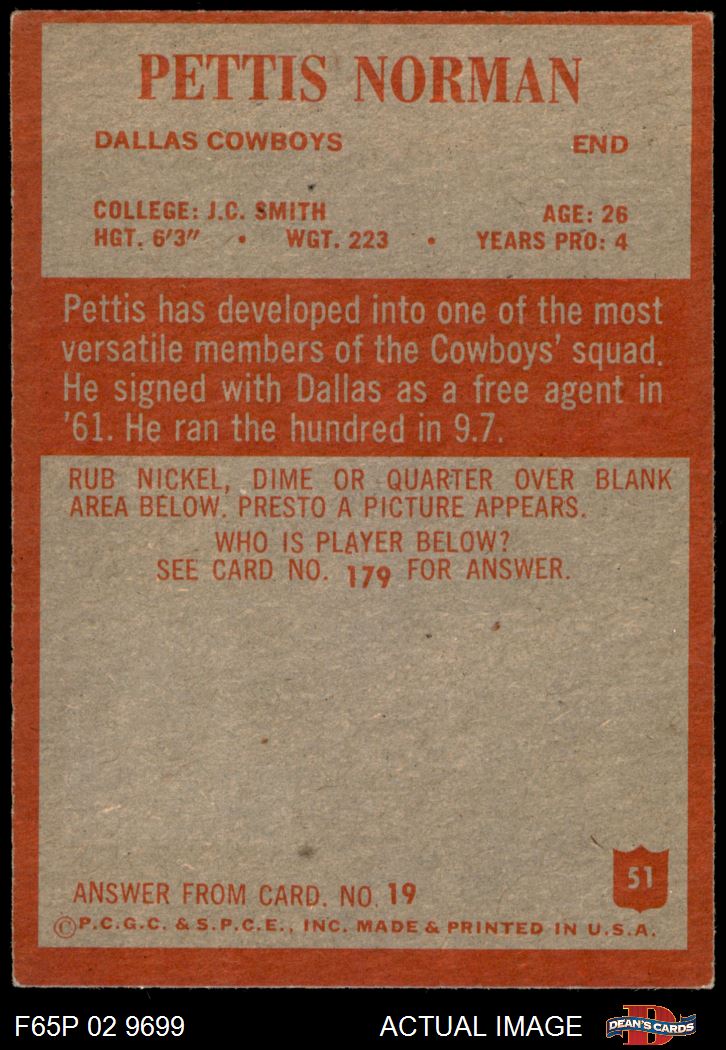 PETTIS NORMAN
DALLAS COWBOYS END
COLLEGE: J.C. SMITH AGE: 26
HGT. 6'3" • WGT. 223 • YEARS PRO: 4
Pettis has developed into one of the most
versatile members of the Cowboys' squad.
He signed with Dallas as a free agent in
'61. He ran the hundred in 9.7.
RUB NICKEL, DIME OR QUARTER OVER BLANK
AREA BELOW. PRESTO A PICTURE APPEARS.
WHO IS PLAYER BELOW?
SEE CARD NO. 179 FOR ANSWER.
51
ANSWER FROM CARD. NO. 19
©P.C.G.C. & S.P.C.E., INC. MADE & PRINTED IN U.S.A.
F65P 02 9699 ACTUAL IMAGE D DEAN'S CARDS